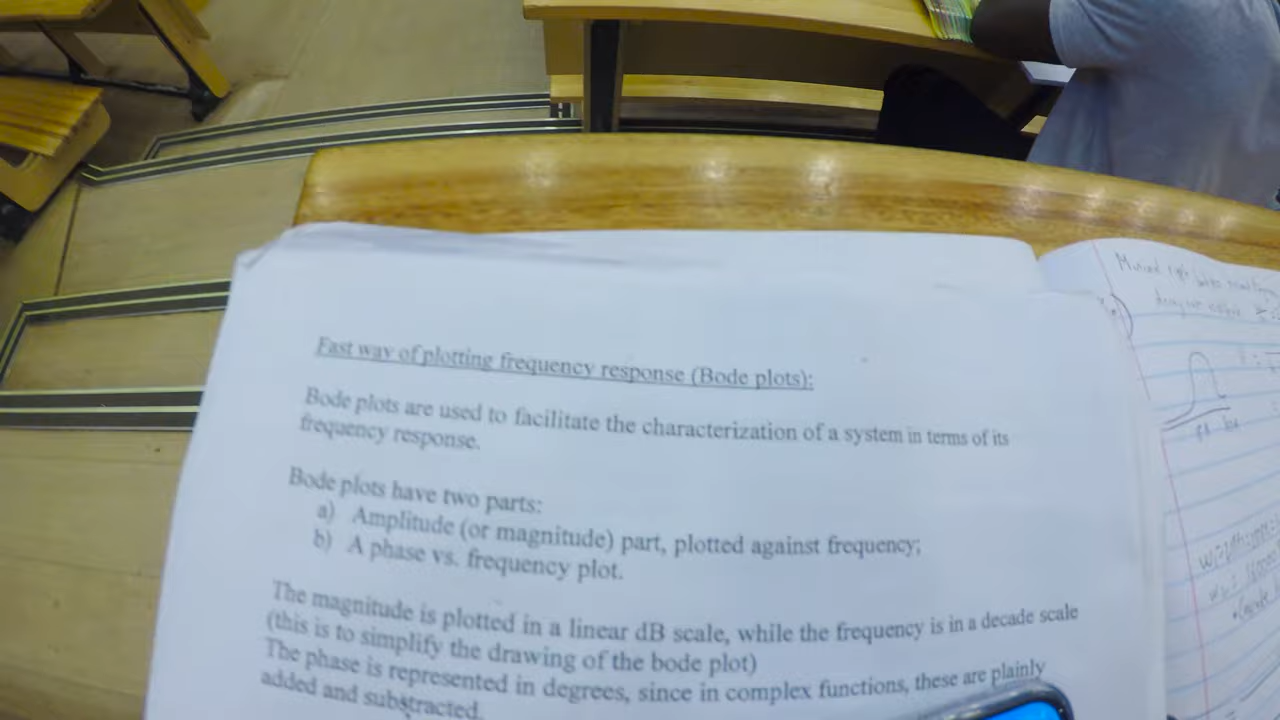 Fast way of plotting frequency response (Bode plots):
Bode plots are used to facilitate the characterization of a system in terms of its
frequency response.
Bode plots have two parts:
a) Amplitude (or magnitude) part, plotted against frequency;
b) A phase vs. frequency plot.
The magnitude is plotted in a linear dB scale, while the frequency is in a decade scale
(this is to simplify the drawing of the bode plot)
The phase is represented in degrees, since in complex functions, these are plainly
added and substracted.